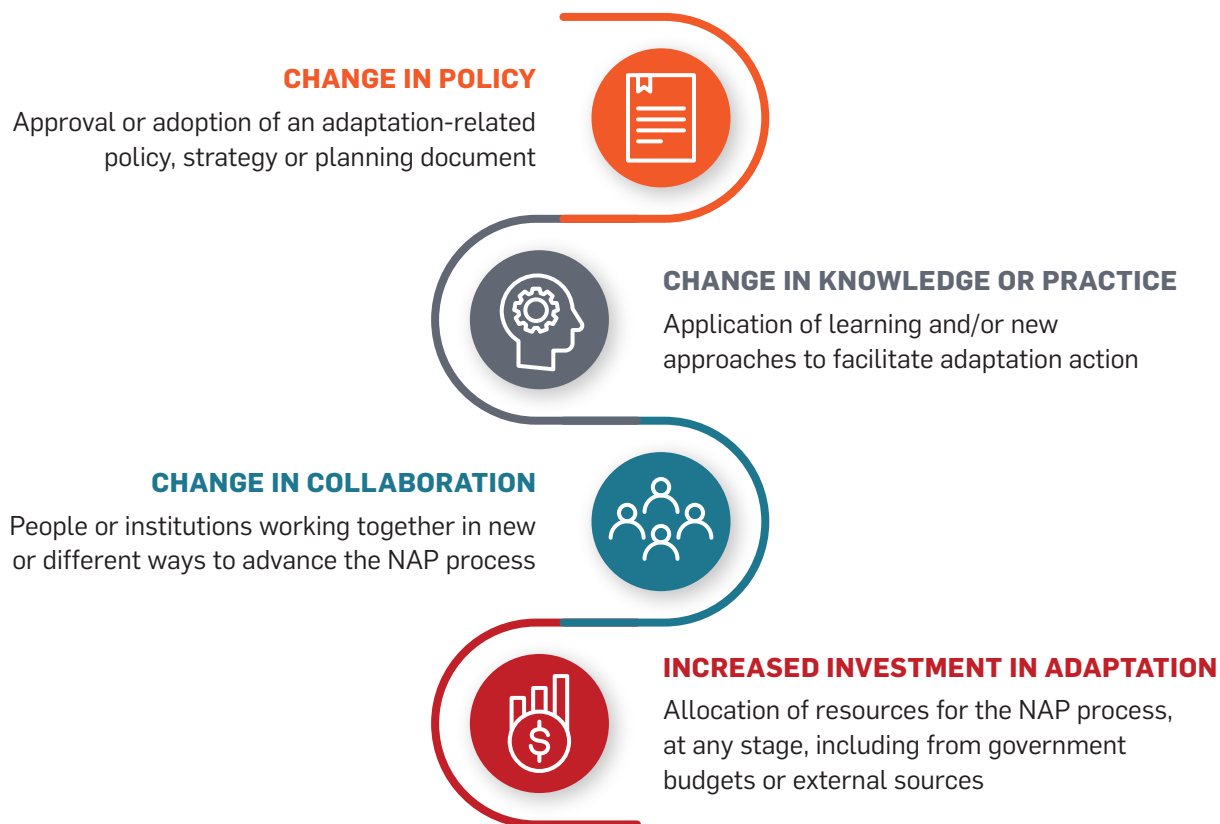 CHANGE IN POLICY
Approval or adoption of an adaptation-related
policy, strategy or planning document
CHANGE IN KNOWLEDGE OR PRACTICE
Application of learning and/or new
approaches to facilitate adaptation action
CHANGE IN COLLABORATION
People or institutions working together in new
or different ways to advance the NAP process
INCREASED INVESTMENT IN ADAPTATION
Allocation of resources for the NAP process,
at any stage, including from government
budgets or external sources
$